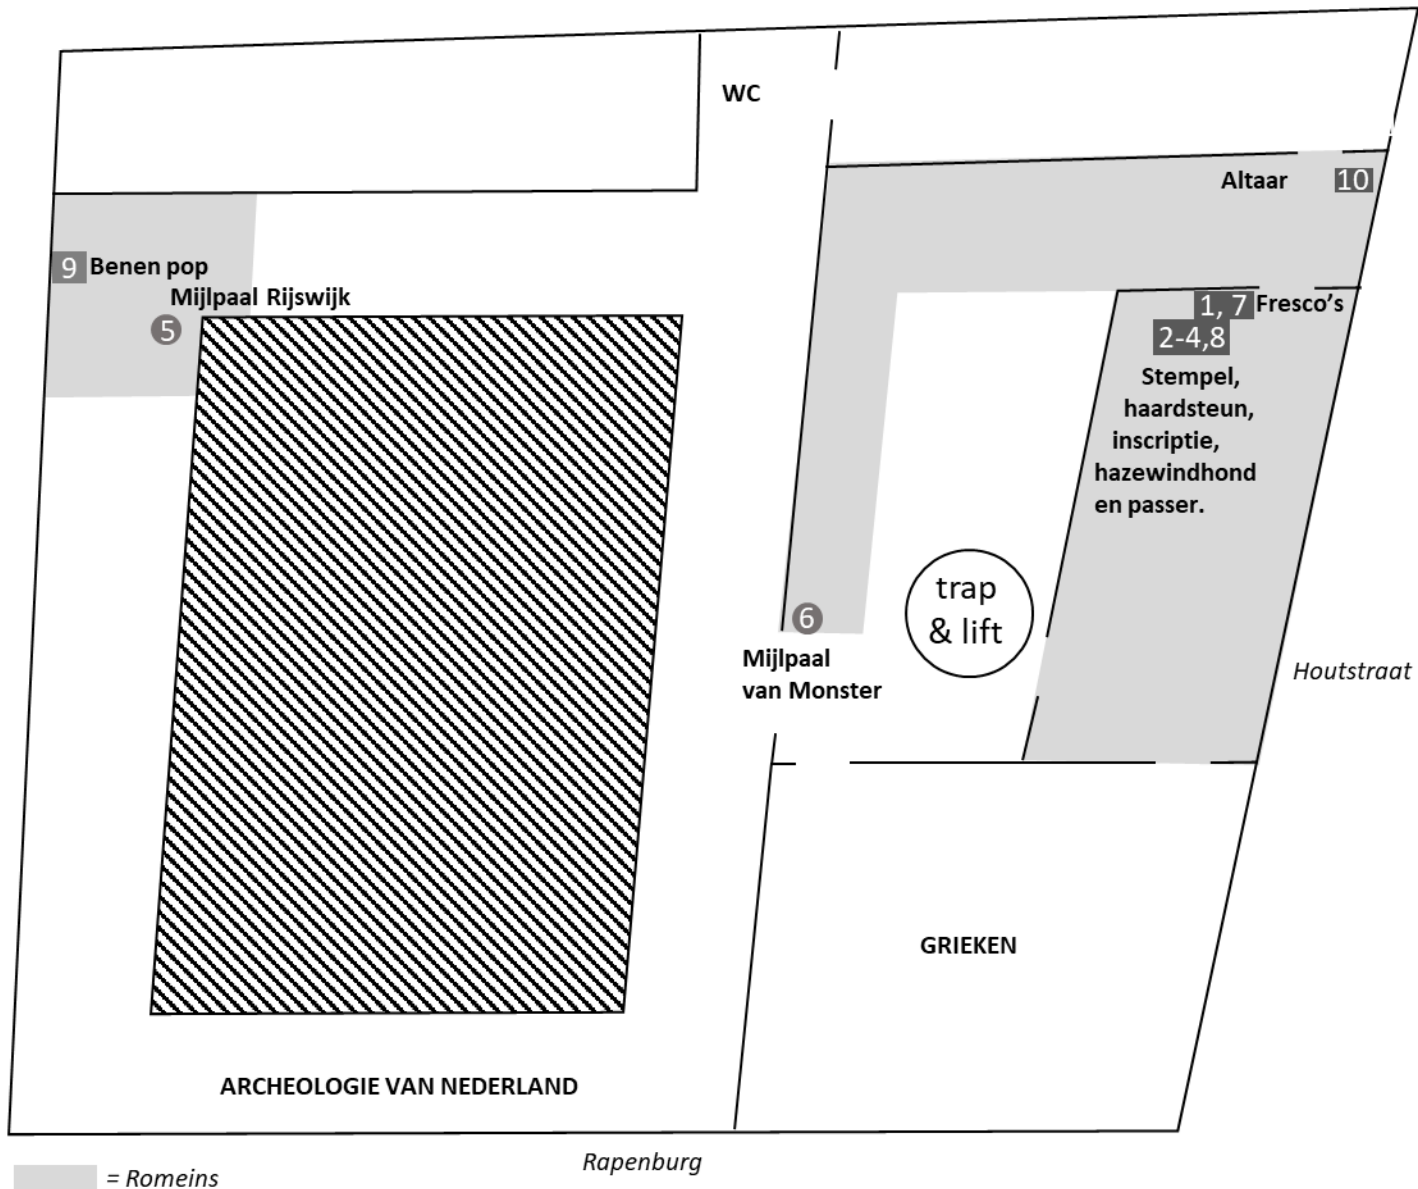 WC
Altaar 10
9 Benen pop
Mijlpaal Rijswijk
5
1, 7 Fresco's
2-4,8
Stempel,
haardsteun,
inscriptie,
hazewindhond
en passer.
trap
& lift
6
Mijlpaal
van Monster
Houtstraat
GRIEKEN
ARCHEOLOGIE VAN NEDERLAND
Rapenburg
= Romeins